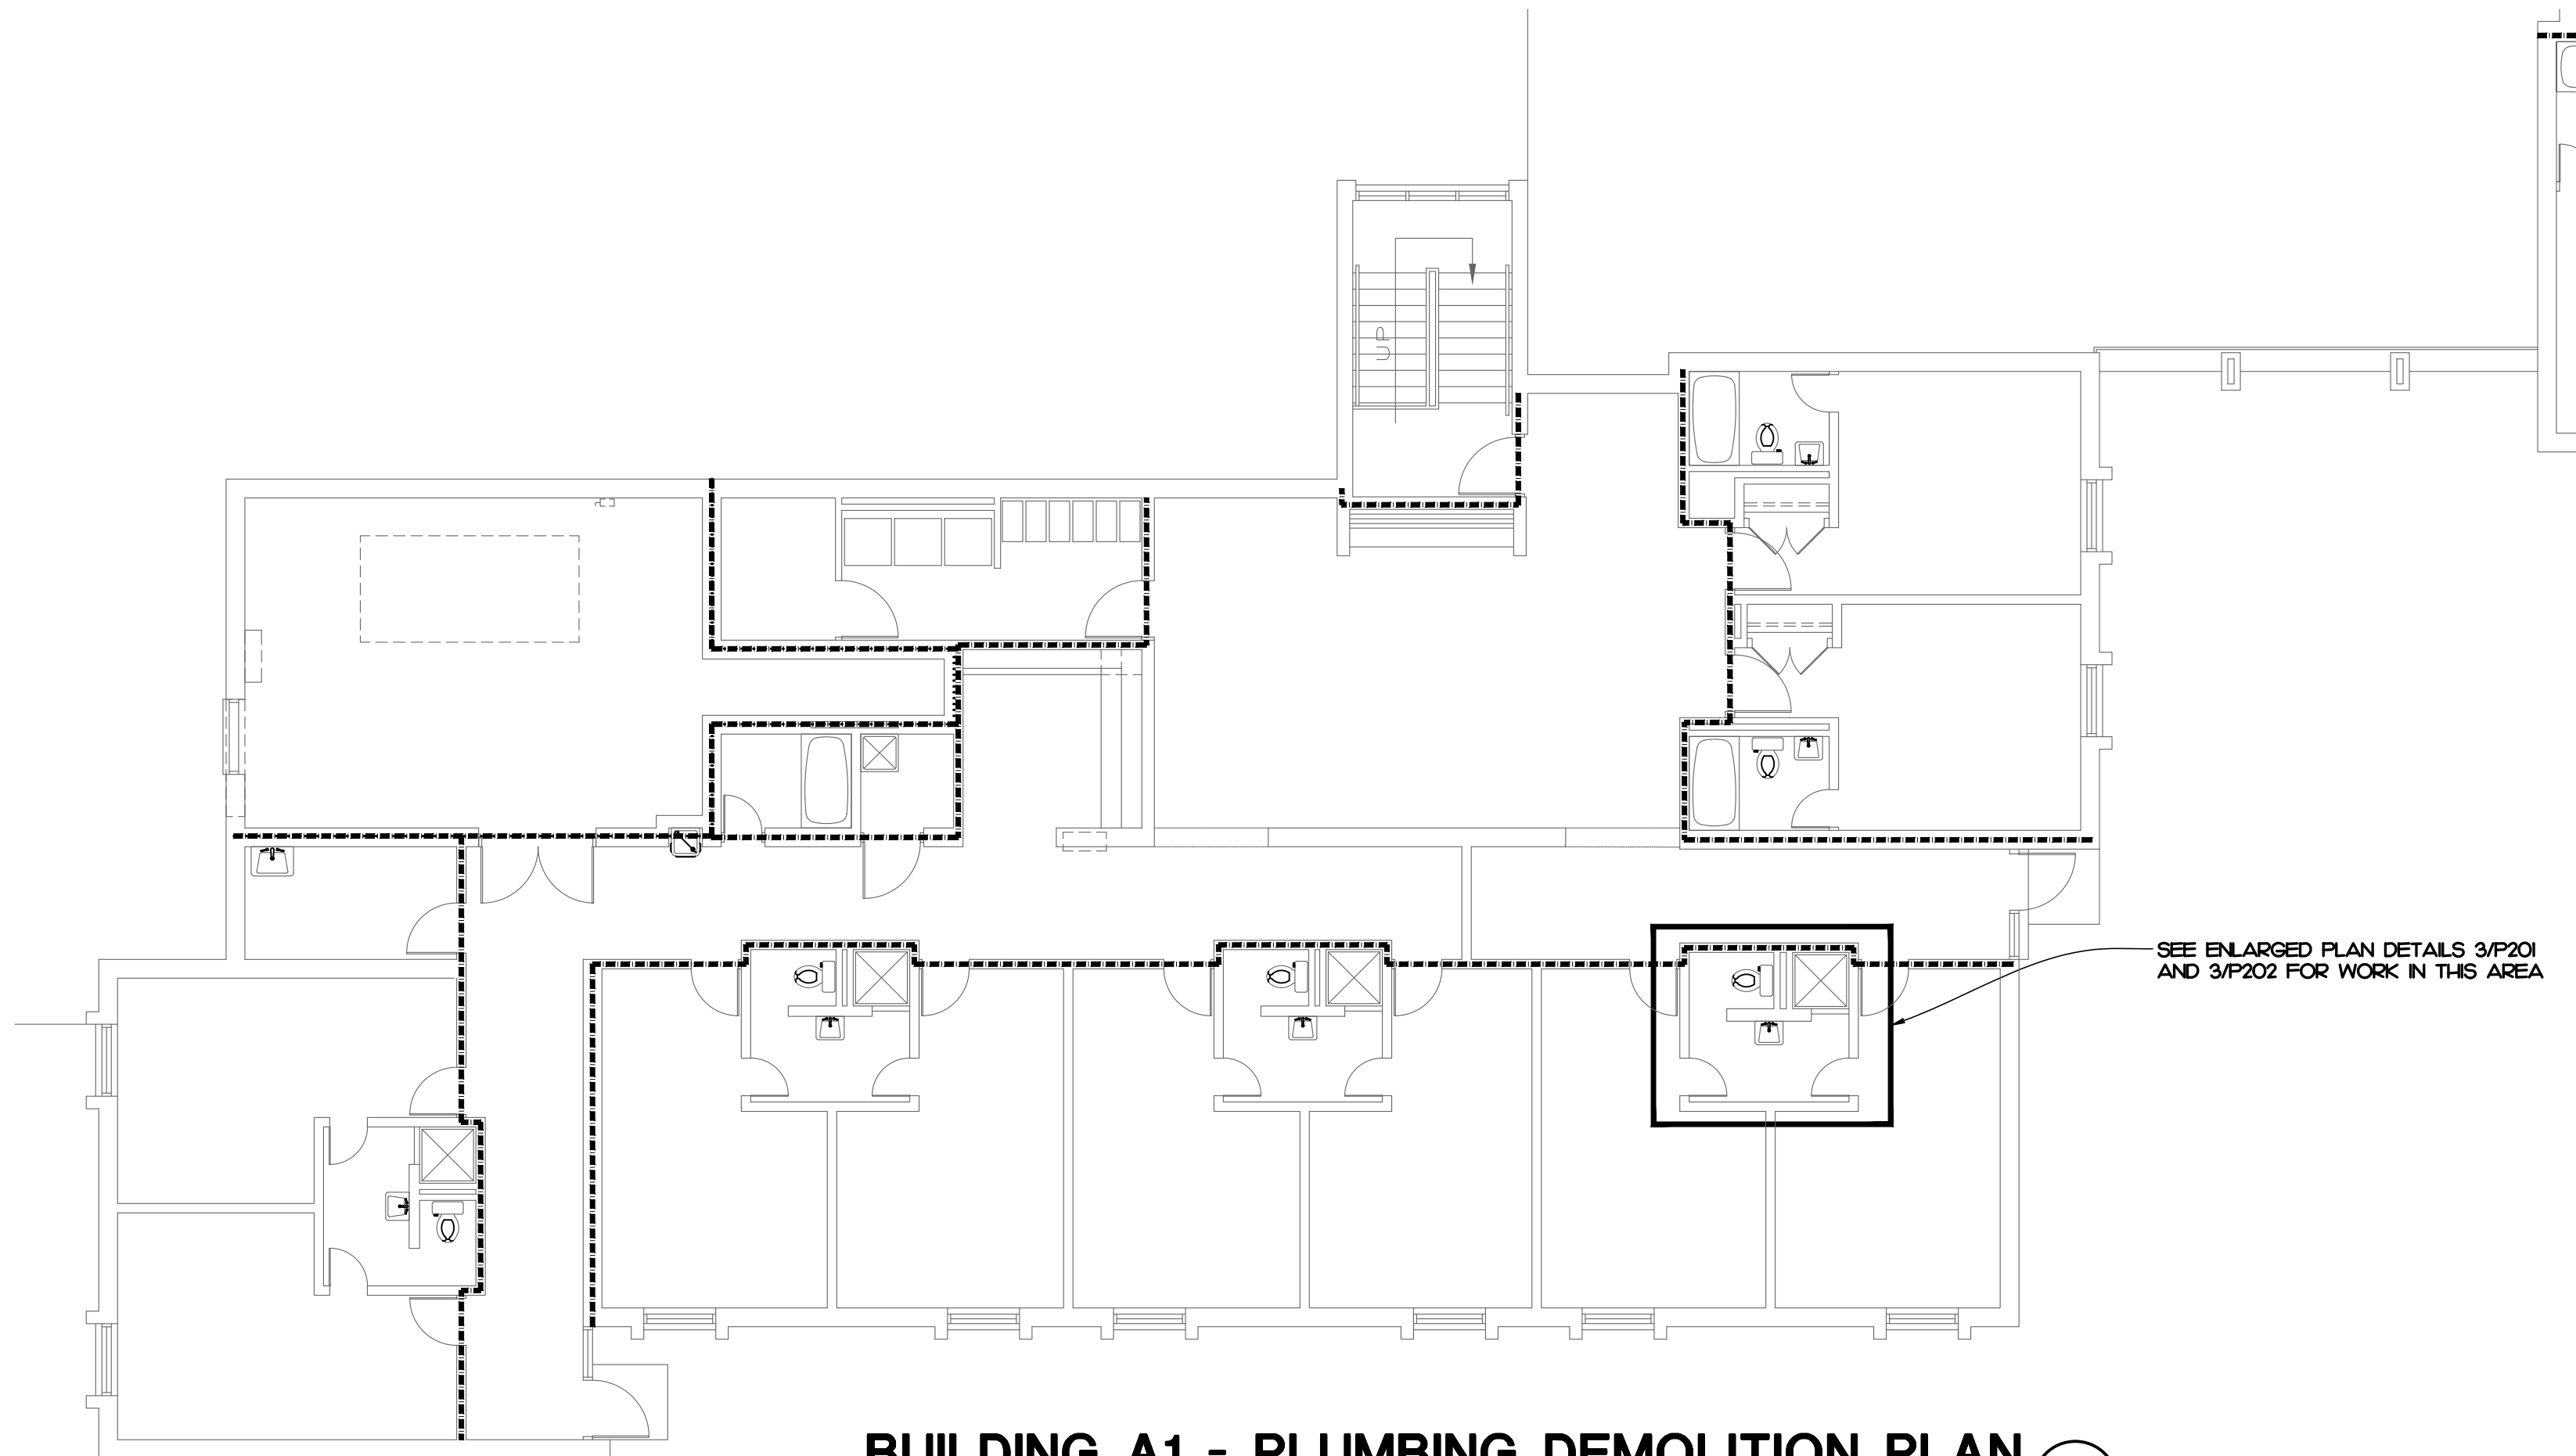 UP
SEE ENLARGED PLAN DETAILS 3/P201
AND 3/P202 FOR WORK IN THIS AREA
BUILDING A1 - PLUMBING DEMOLITION PLAN